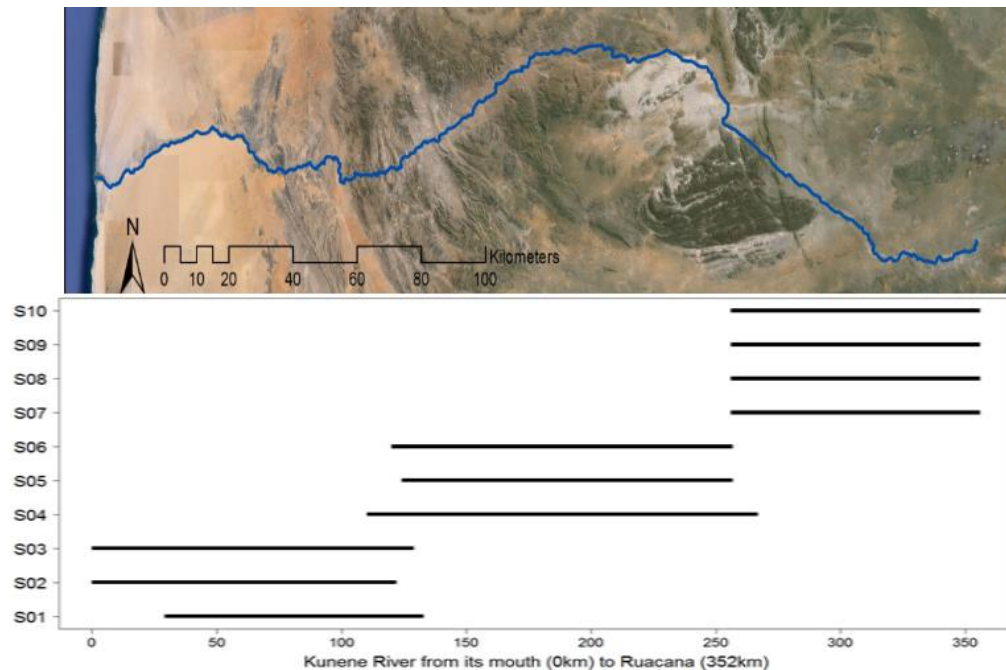 N
Kilometers
0 10 20 40 60 80 100
S10
S09
S08
S07
S06
S05
S04
S03
S02
S01
0 50 100 150 200 250 300 350
Kunene River from its mouth (0km) to Ruacana (352km)